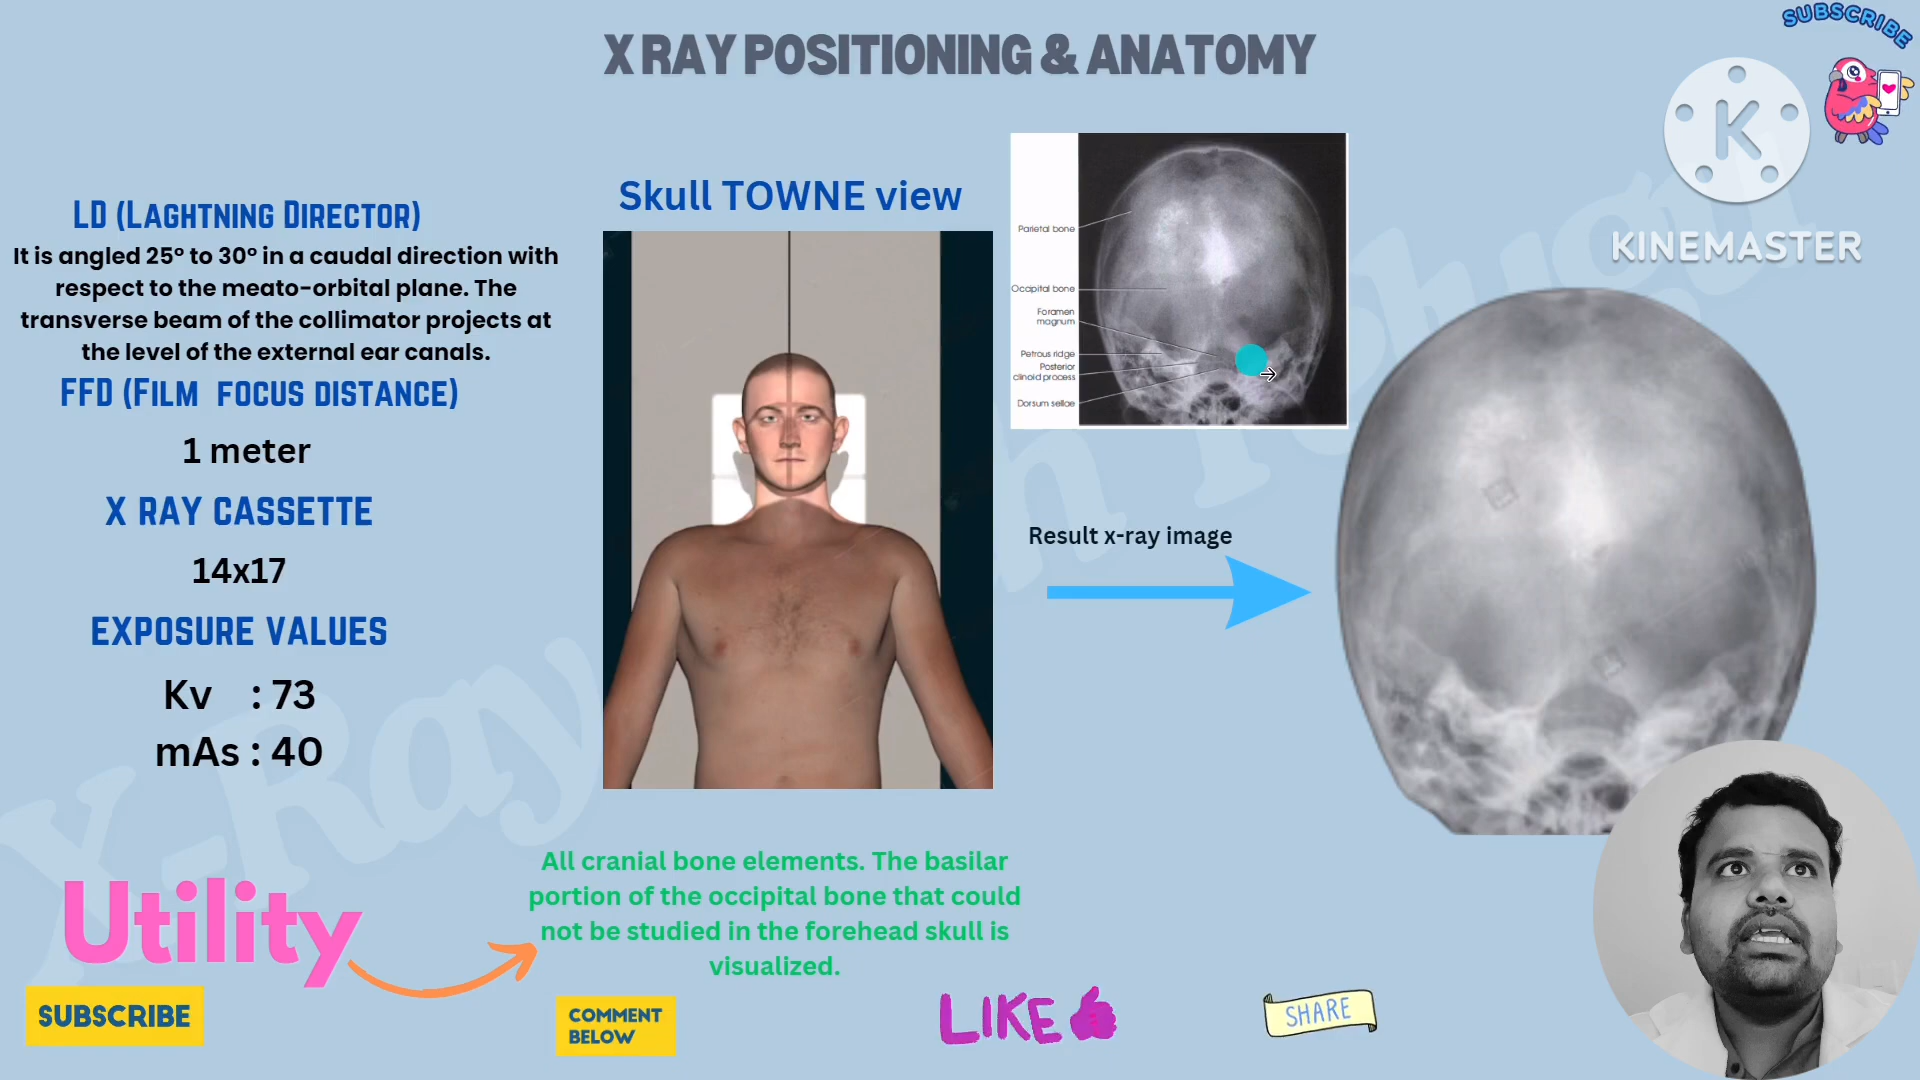 X RAY POSITIONING & ANATOMY
SUBSCRIBE
K
KINEMASTER
LD (Laghtning Director)
It is angled 25° to 30° in a caudal direction with
respect to the meato-orbital plane. The
transverse beam of the collimator projects at
the level of the external ear canals.
FFD (Film focus distance)
1 meter
X RAY CASSETTE
14x17
EXPOSURE VALUES
Kv : 73
mAs : 40
Skull TOWNE view
Parietal bone
Occapital bone
Foramen
magnum
Petrous ridge
Posterior
clinoid process
Dorsum sellae
Result x-ray image
X-Ray
Utility
All cranial bone elements. The basilar
portion of the occipital bone that could
not be studied in the forehead skull is
visualized.
SUBSCRIBE
COMMENT
BELOW
LIKE
SHARE